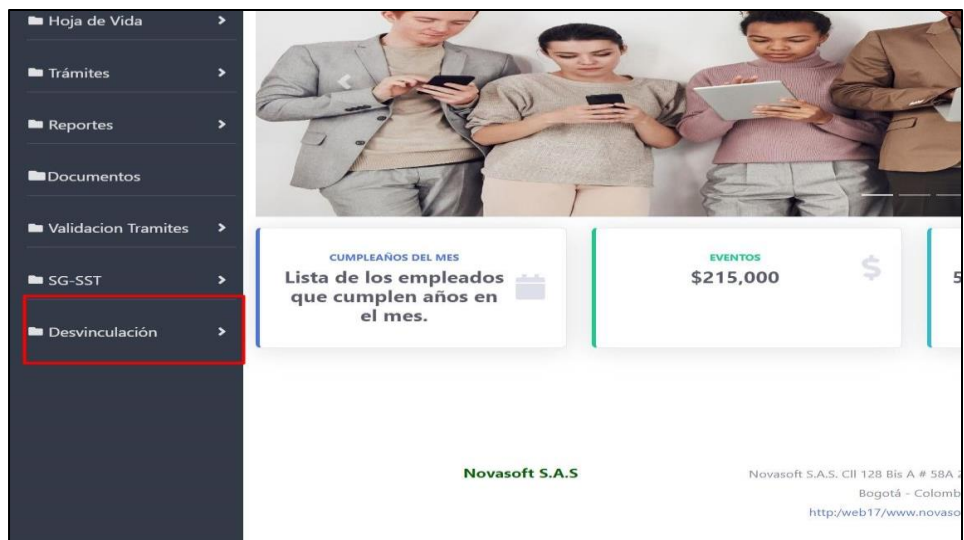 Hoja de Vida
Trámites
Reportes
Documentos
Validacion Tramites
SG-SST
Desvinculación
CUMPLEAÑOS DEL MES
Lista de los empleados
que cumplen años en
el mes.
EVENTOS
$215,000
5
Novasoft S.A.S
Novasoft S.A.S. Cll 128 Bis A # 58A
Bogotá - Colomb
http:/web17/www.novaso